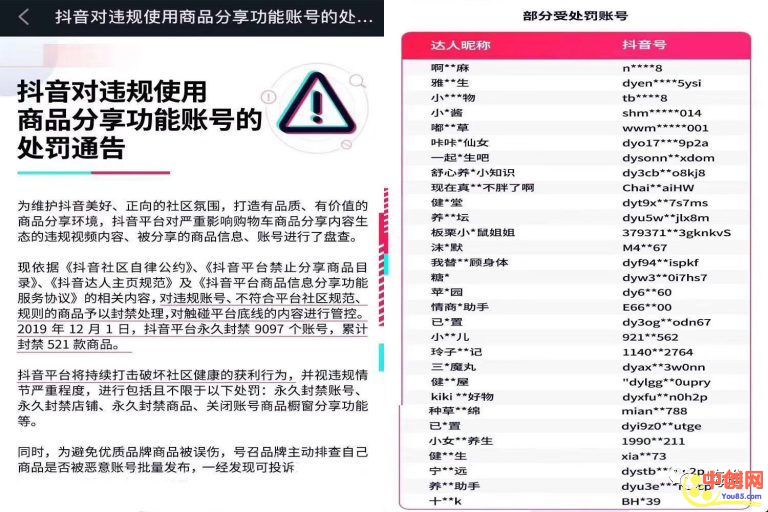 抖音对违规使用商品分享功能账号的处...
抖音对违规使用
商品分享功能账号的
处罚通告
为维护抖音美好、正向的社区氛围，打造有品质、有价值的
商品分享环境，抖音平台对严重影响购物车商品分享内容生
态的违规视频内容、被分享的商品信息、账号进行了盘查。
现依据《抖音社区自律公约》、《抖音平台禁止分享商品目
录》、《抖音达人主页规范》及《抖音平台商品信息分享功能
服务协议》的相关内容，对违规账号、不符合平台社区规范、
规则的商品予以封禁处理，对触碰平台底线的内容进行管控。
2019 年 12 月 1 日，抖音平台永久封禁 9097 个账号，累计
封禁 521 款商品。
抖音平台将持续打击破坏社区健康的获利行为，并视违规情
节严重程度，进行包括且不限于以下处罚：永久封禁账号、
永久封禁店铺、永久封禁商品、关闭账号商品橱窗分享功能
等。
同时，为避免优质品牌商品被误伤，号召品牌主动排查自己
商品是否被恶意账号批量发布，一经发现可投诉
部分受处罚账号
达人昵称 抖音号
啊**麻 n****8
雅**生 dyen****5ysi
小***物 tb****8
小*酱 shm*****014
嘟**草 wwm*****001
咔咔*仙女 dyo17***9p2a
一起*生吧 dysonn**xdom
舒心养*小知识 dy3cb**o8kj8
现在真**不胖了啊 Chai**aiHW
健*堂 dyt9x**7s7ms
养**坛 dyu5w**jlx8m
板栗小*鼠姐姐 379371**3gknkvS
沫*默 M4**67
我替**顾身体 dyf94**ispkf
糖* dyw3**0i7hs7
苹*园 dy6**60
情商*助手 E66**00
已*置 dy3og**odn67
小**儿 921**562
玲子**记 1140**2764
三*魔丸 dyax**3w0nn
健**屋 "dylgg**0upry
kiki *好物 dyxfu**n0h2p
种草**绵 mian**788
已*置 dyi9z0**utge
小女**养生 1990**211
健**生 xia**73
宁**远 dystb
养**助手 dyu3e
十**k BH*39
中创网
You85.com